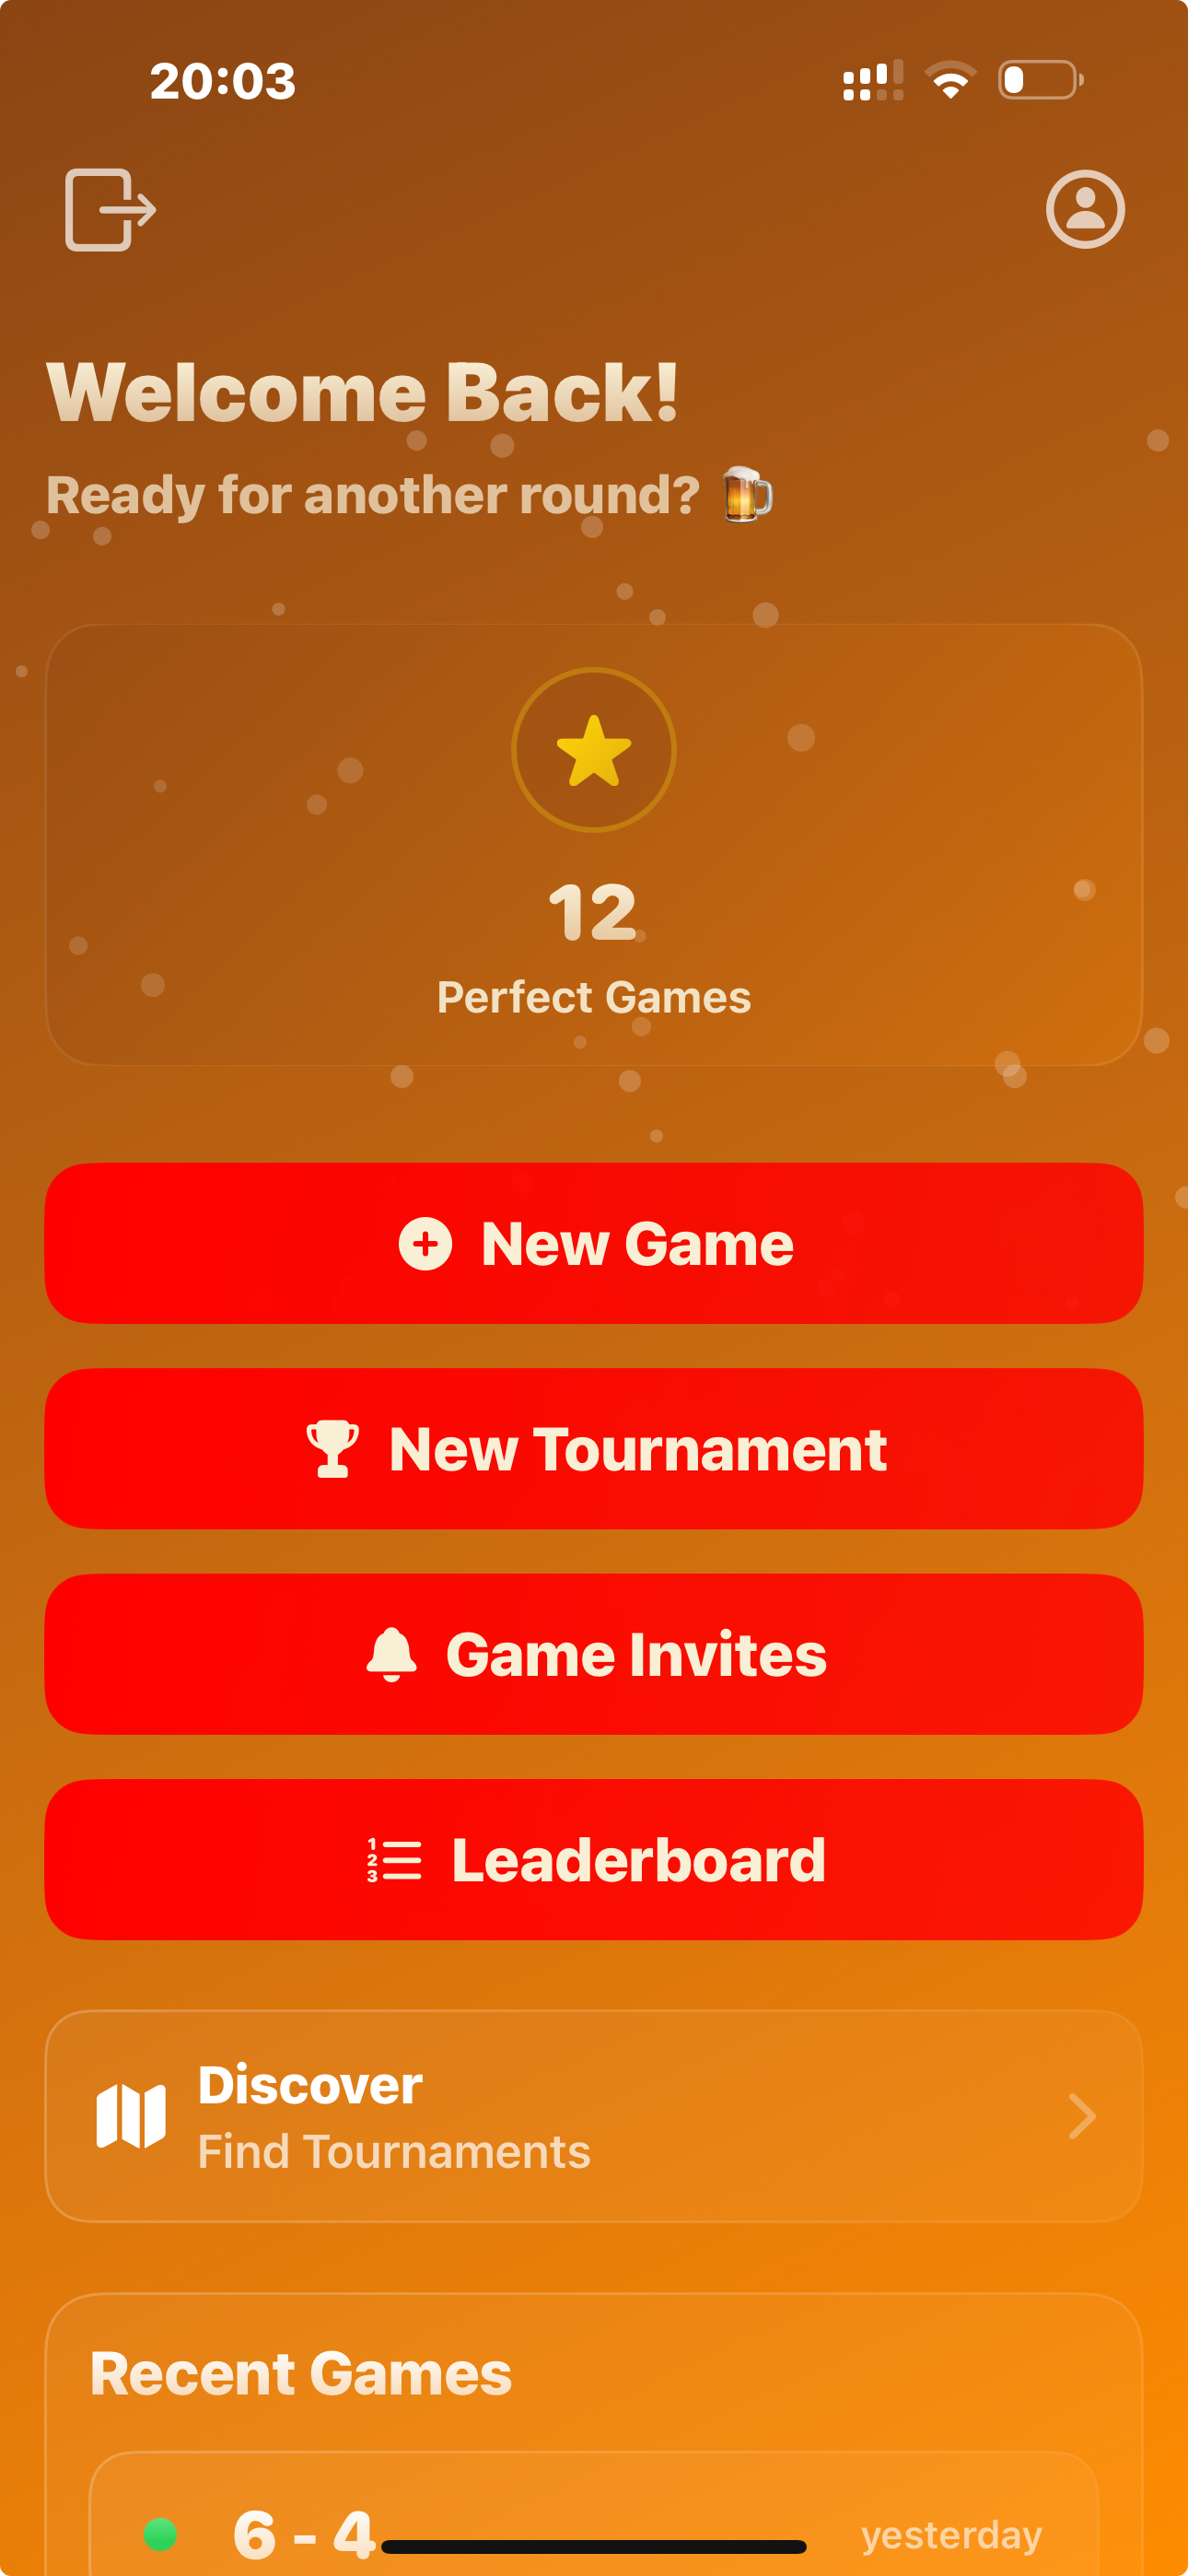 20:03
Welcome Back!
Ready for another round? 🍺
12
Perfect Games
New Game
New Tournament
Game Invites
Leaderboard
Discover
Find Tournaments
Recent Games
6 - 4
yesterday